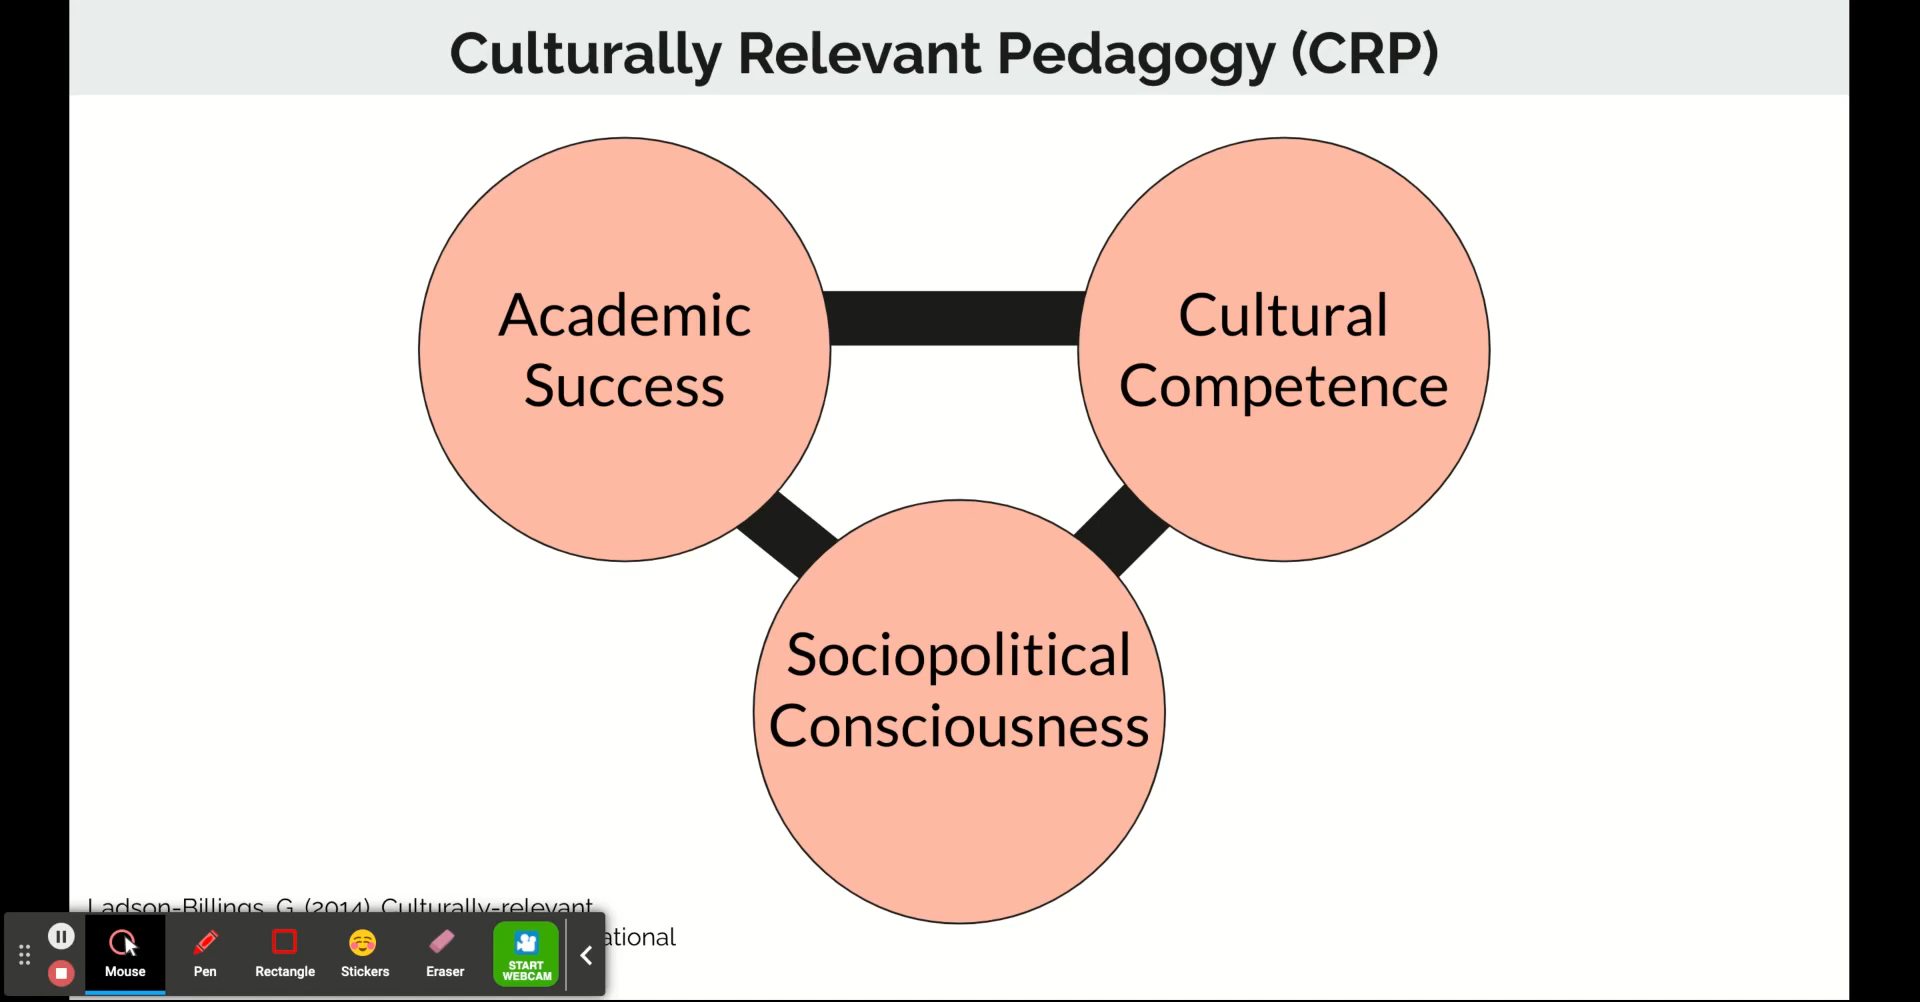 Culturally Relevant Pedagogy (CRP)
Academic
Success
Cultural
Competence
Sociopolitical
Consciousness
Ladson-Billings, G. (2014). Culturally-relevant
ational
Mouse
Pen
Rectangle
Stickers
Eraser
START
WEBCAM